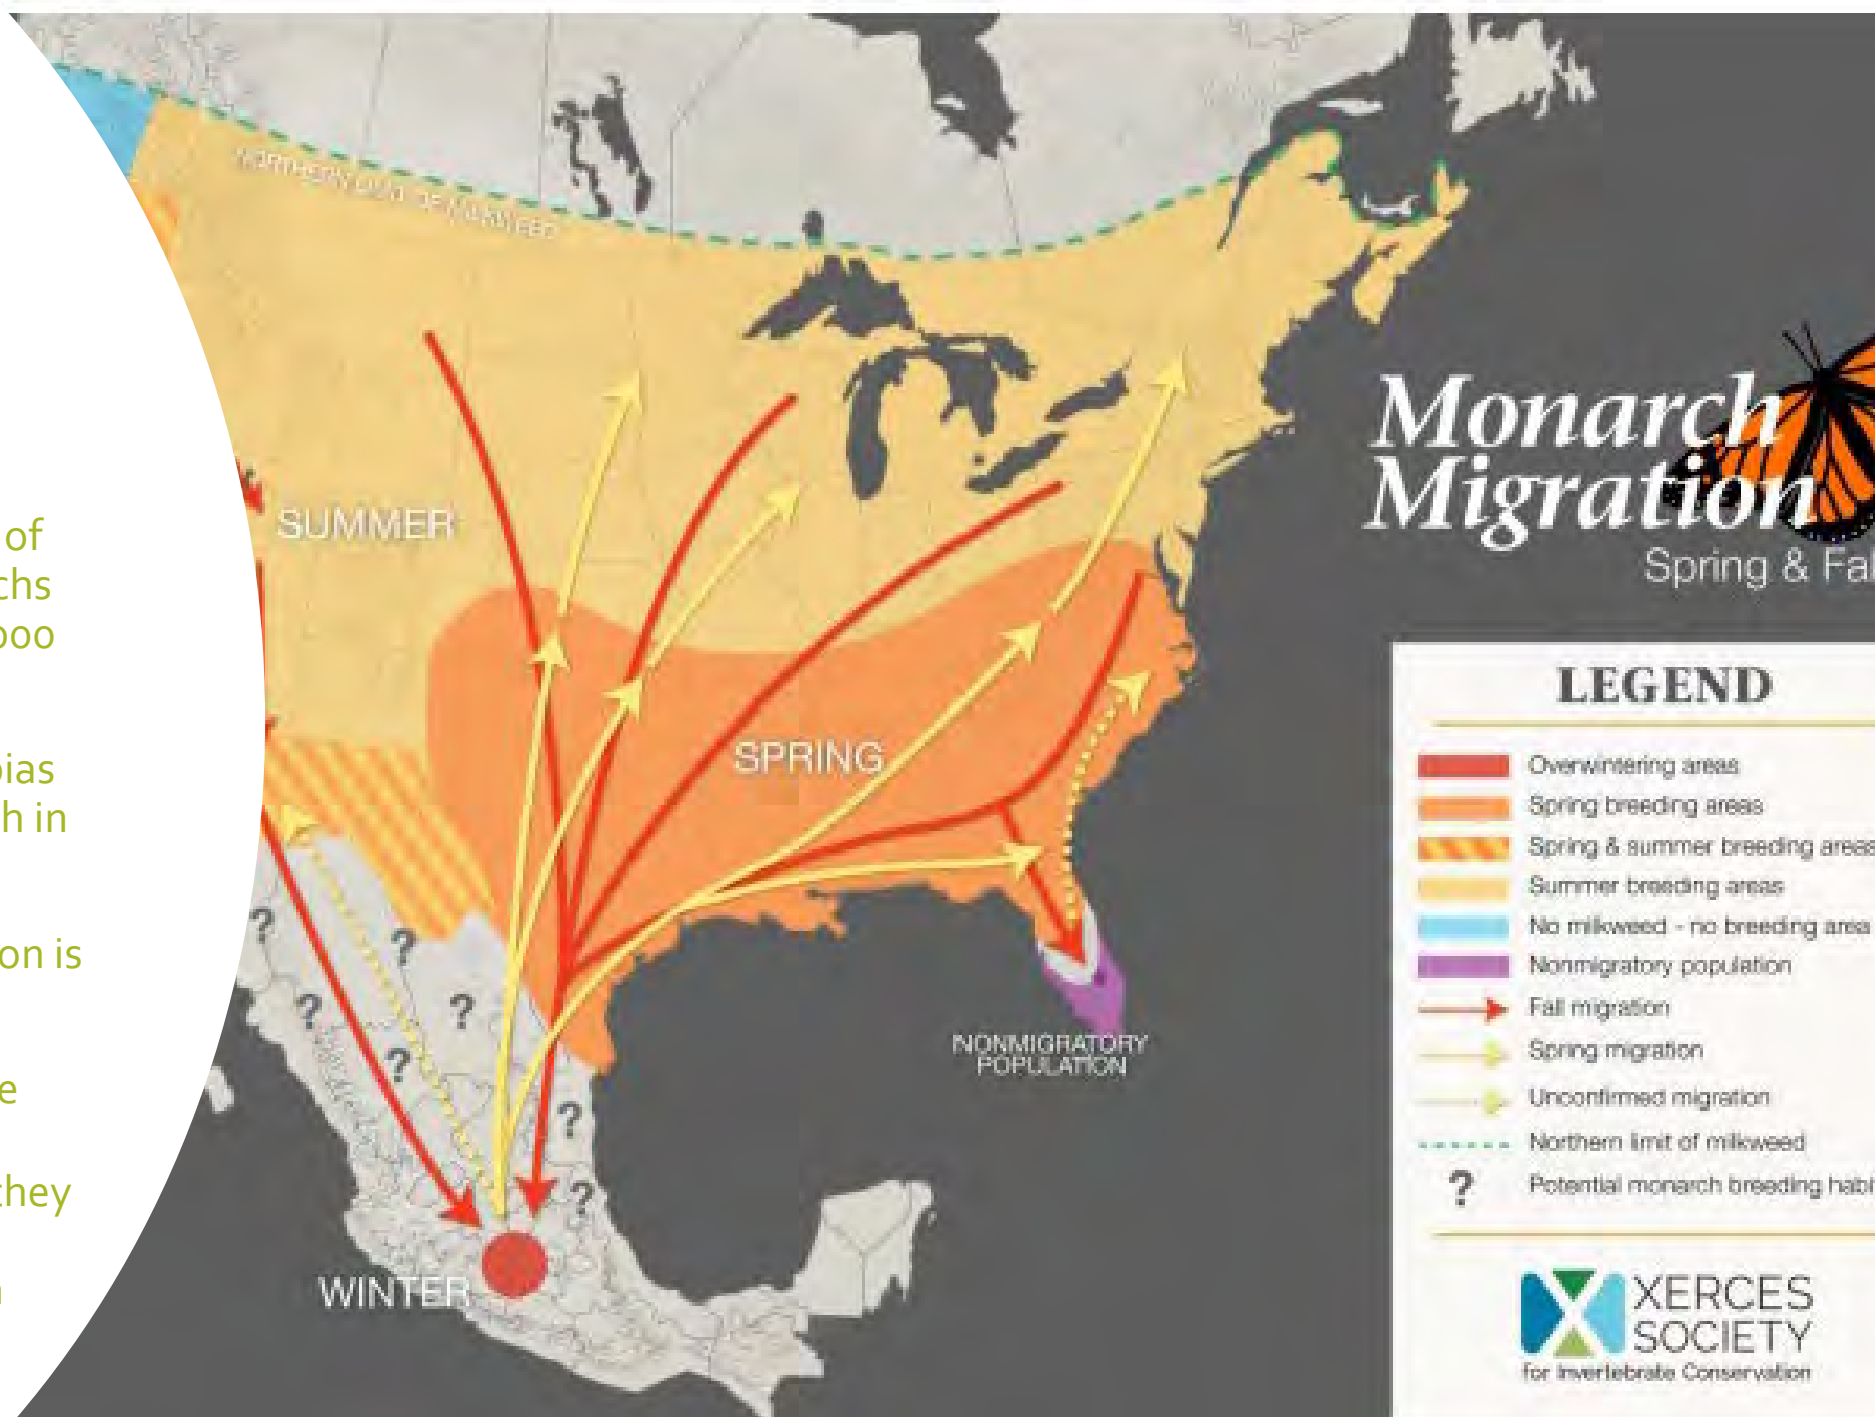 of
chs
000
bias
h in
on is
e
they
n
NORTHERN LIMIT OF MILKWEED
SUMMER
SPRING
WINTER
NONMIGRATORY
POPULATION
?
?
?
?
?
?
?
Monarch
Migration
Spring & Fal
LEGEND
Overwintering areas
Spring breeding areas
Spring & summer breeding areas
Summer breeding areas
No milkweed - no breeding area
Nonmigratory population
Fall migration
Spring migration
Unconfirmed migration
Northern limit of milkweed
? Potential monarch breeding habi
XERCES
SOCIETY
for Invertebrate Conservation